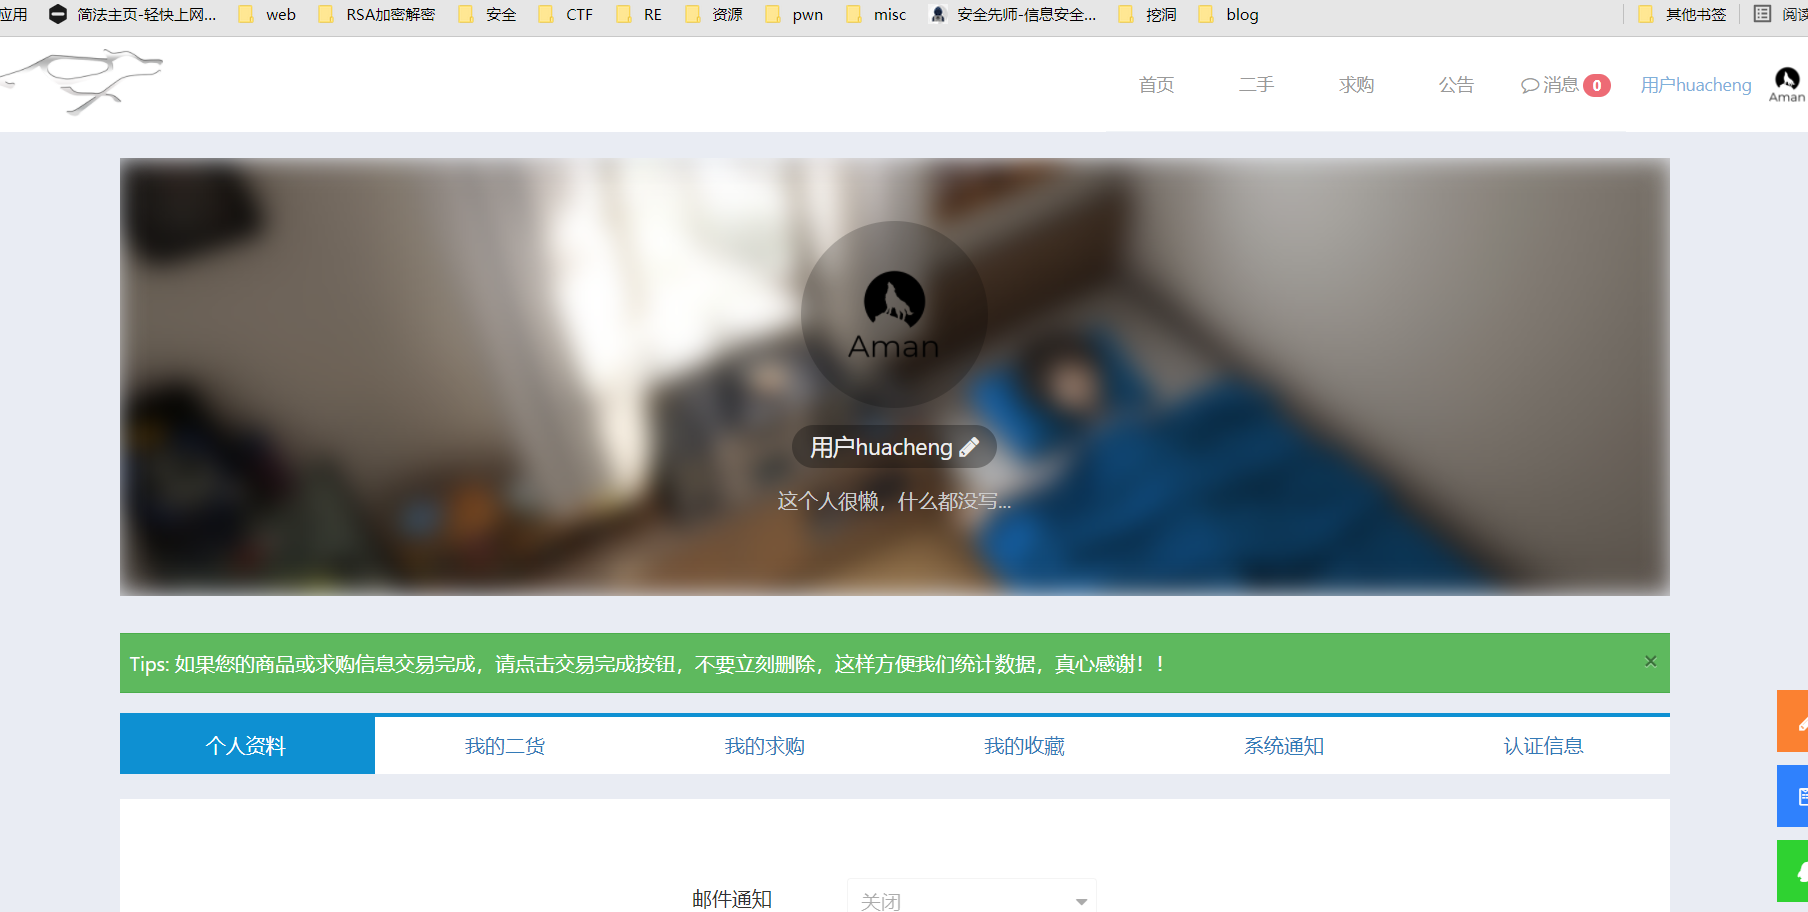 应用 简法主页-轻快上网... web RSA加密解密 安全 CTF RE 资源 pwn misc 安全先师-信息安全... 挖洞 blog 其他书签 阅读
首页 二手 求购 公告 消息 0 用户huacheng
Aman
Aman
用户huacheng
这个人很懒，什么都没写...
Tips: 如果您的商品或求购信息交易完成，请点击交易完成按钮，不要立刻删除，这样方便我们统计数据，真心感谢！！ ×
个人资料 我的二货 我的求购 我的收藏 系统通知 认证信息
邮件通知 关闭